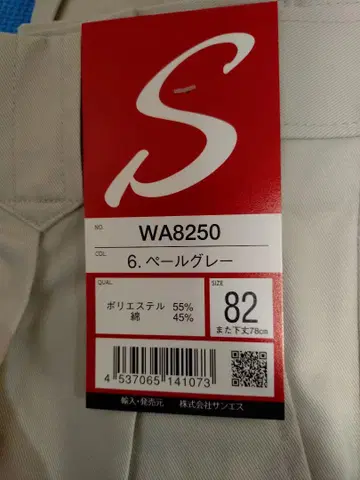 S
NO. WA8250
COL. 6.ペールグレー
QUAL. SIZE
ポリエステル 55%
綿 45%
82
また下丈78cm
4 537065 141073
輸入・発売元 株式会社サンエス